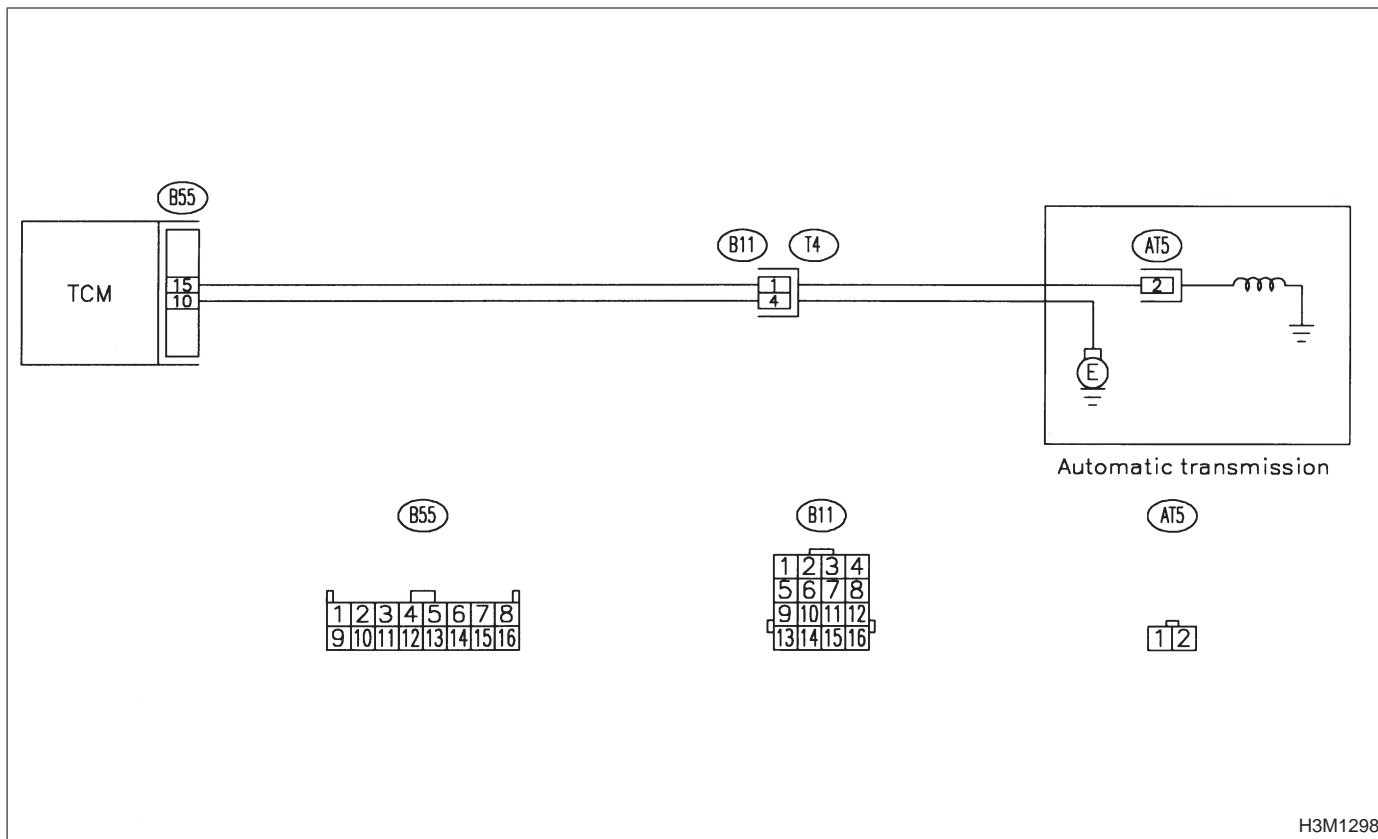 B55
TCM
15
10
B11 T4
1
4
AT5
2
E
Automatic transmission
B55
1 2 3 4 5 6 7 8
9 10 11 12 13 14 15 16
B11
1 2 3 4
5 6 7 8
9 10 11 12
13 14 15 16
AT5
1 2
H3M1298